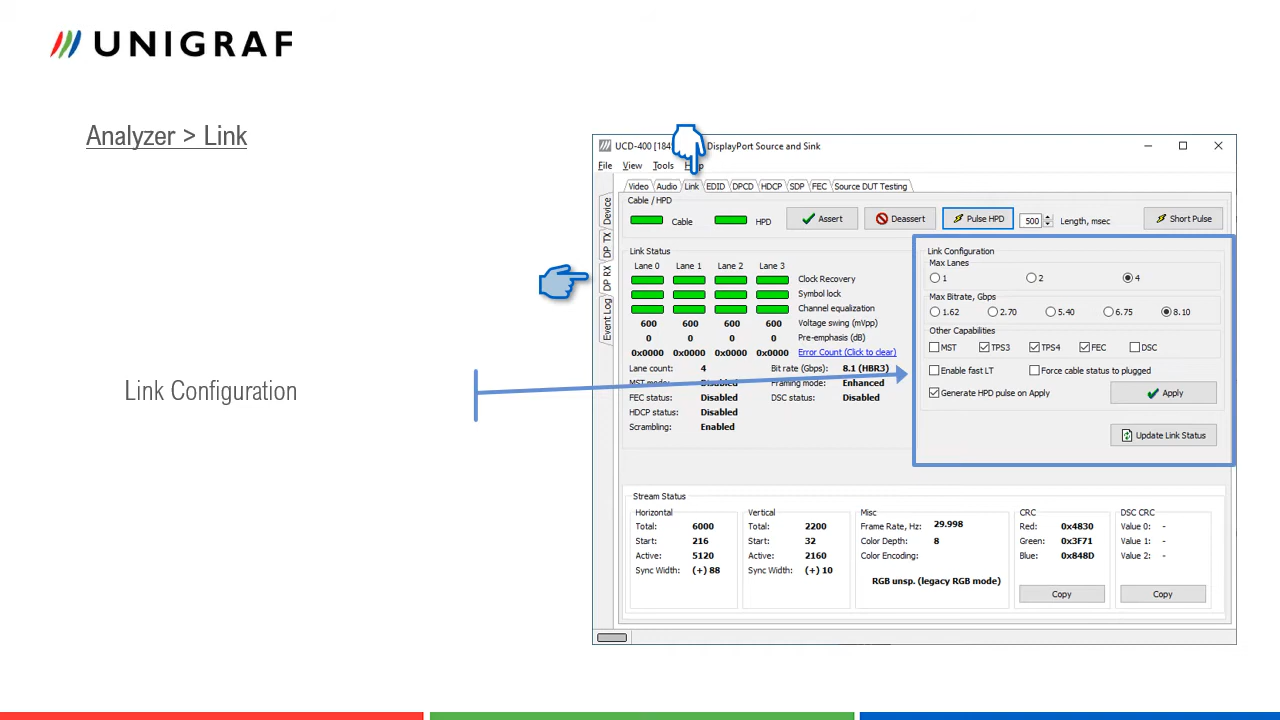 UNIGRAF
Analyzer > Link
Link Configuration
UCD-400 [184 DisplayPort Source and Sink
File View Tools Help
Video Audio Link EDID DPCD HDCP SDP FEC Source DUT Testing
Device
DP TX
DP RX
Event Log
Cable / HPD
Cable HPD Assert Deassert Pulse HPD 500 Length, msec Short Pulse
Link Status
Lane 0 Lane 1 Lane 2 Lane 3
Clock Recovery
Symbol lock
Channel equalization
600 600 600 600 Voltage swing (mVpp)
0 0 0 0 Pre-emphasis (dB)
0x0000 0x0000 0x0000 0x0000 Error Count (Click to clear)
Lane count: 4 Bit rate (Gbps): 8.1 (HBR3)
MST mode: Disabled Framing mode: Enhanced
FEC status: Disabled DSC status: Disabled
HDCP status: Disabled
Scrambling: Enabled
Link Configuration
Max Lanes
1 2 4
Max Bitrate, Gbps
1.62 2.70 5.40 6.75 8.10
Other Capabilities
MST TPS3 TPS4 FEC DSC
Enable fast LT Force cable status to plugged
Generate HPD pulse on Apply Apply
Update Link Status
Stream Status
Horizontal
Total: 6000
Start: 216
Active: 5120
Sync Width: (+) 88
Vertical
Total: 2200
Start: 32
Active: 2160
Sync Width: (+) 10
Misc
Frame Rate, Hz: 29.998
Color Depth: 8
Color Encoding:
RGB unsp. (legacy RGB mode)
CRC
Red: 0x4830
Green: 0x3F71
Blue: 0x848D
Copy
DSC CRC
Value 0: -
Value 1: -
Value 2: -
Copy